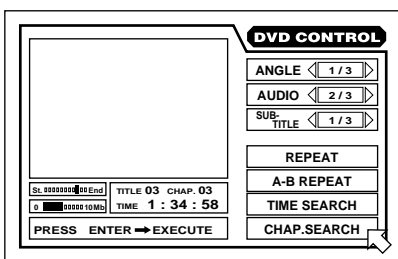 DVD CONTROL
ANGLE 1 / 3
AUDIO 2 / 3
SUB-TITLE 1 / 3
REPEAT
A-B REPEAT
TIME SEARCH
CHAP.SEARCH
St. End
0 10Mb
TITLE 03 CHAP. 03
TIME 1 : 34 : 58
PRESS ENTER ➡ EXECUTE